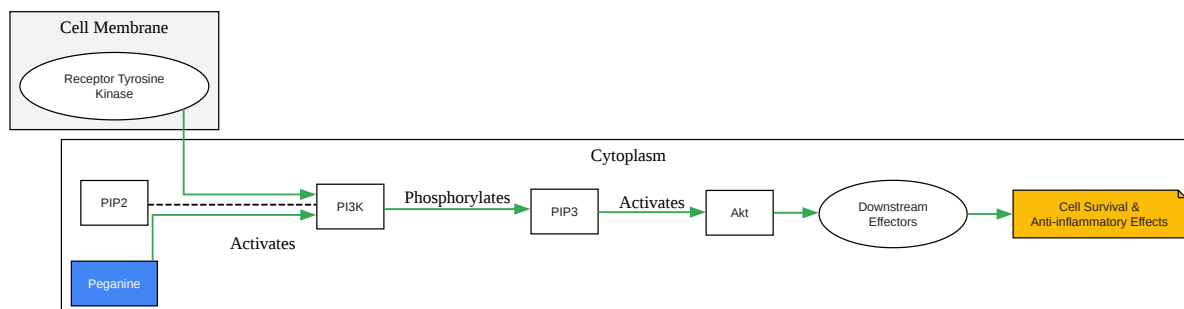 Cell Membrane
Receptor Tyrosine
Kinase
Cytoplasm
PIP2
PI3K
Phosphorylates
PIP3
Activates
Akt
Downstream
Effectors
Cell Survival &
Anti-inflammatory Effects
Activates
Peganine